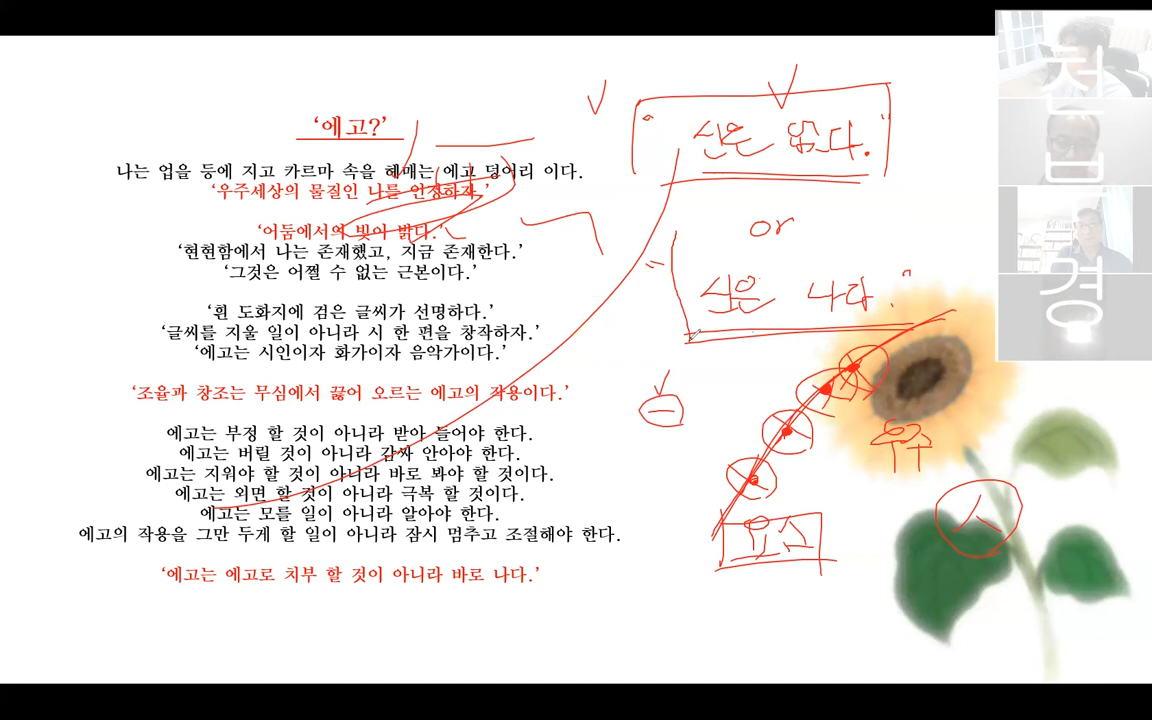 '에고?'
나는 업을 등에 지고 카르마 속을 헤매는 에고 덩어리 이다.
'우주세상의 물질인 나를 인정하자.'
'어둠에서의 빛이 밝다.'
'현현함에서 나는 존재했고, 지금 존재한다.'
'그것은 어쩔 수 없는 근본이다.'
'흰 도화지에 검은 글씨가 선명하다.'
'글씨를 지울 일이 아니라 시 한 편을 창작하자.'
'에고는 시인이자 화가이자 음악가이다.'
'조율과 창조는 무심에서 끓어 오르는 에고의 작용이다.'
에고는 부정 할 것이 아니라 받아 들어야 한다.
에고는 버릴 것이 아니라 감싸 안아야 한다.
에고는 지워야 할 것이 아니라 바로 봐야 할 것이다.
에고는 외면 할 것이 아니라 극복 할 것이다.
에고는 모를 일이 아니라 알아야 한다.
에고의 작용을 그만 두게 할 일이 아니라 잠시 멈추고 조절해야 한다.
'에고는 에고로 치부 할 것이 아니라 바로 나다.'
"신은 없다."
or
"신은 나다."
우주
요소
천
부
경